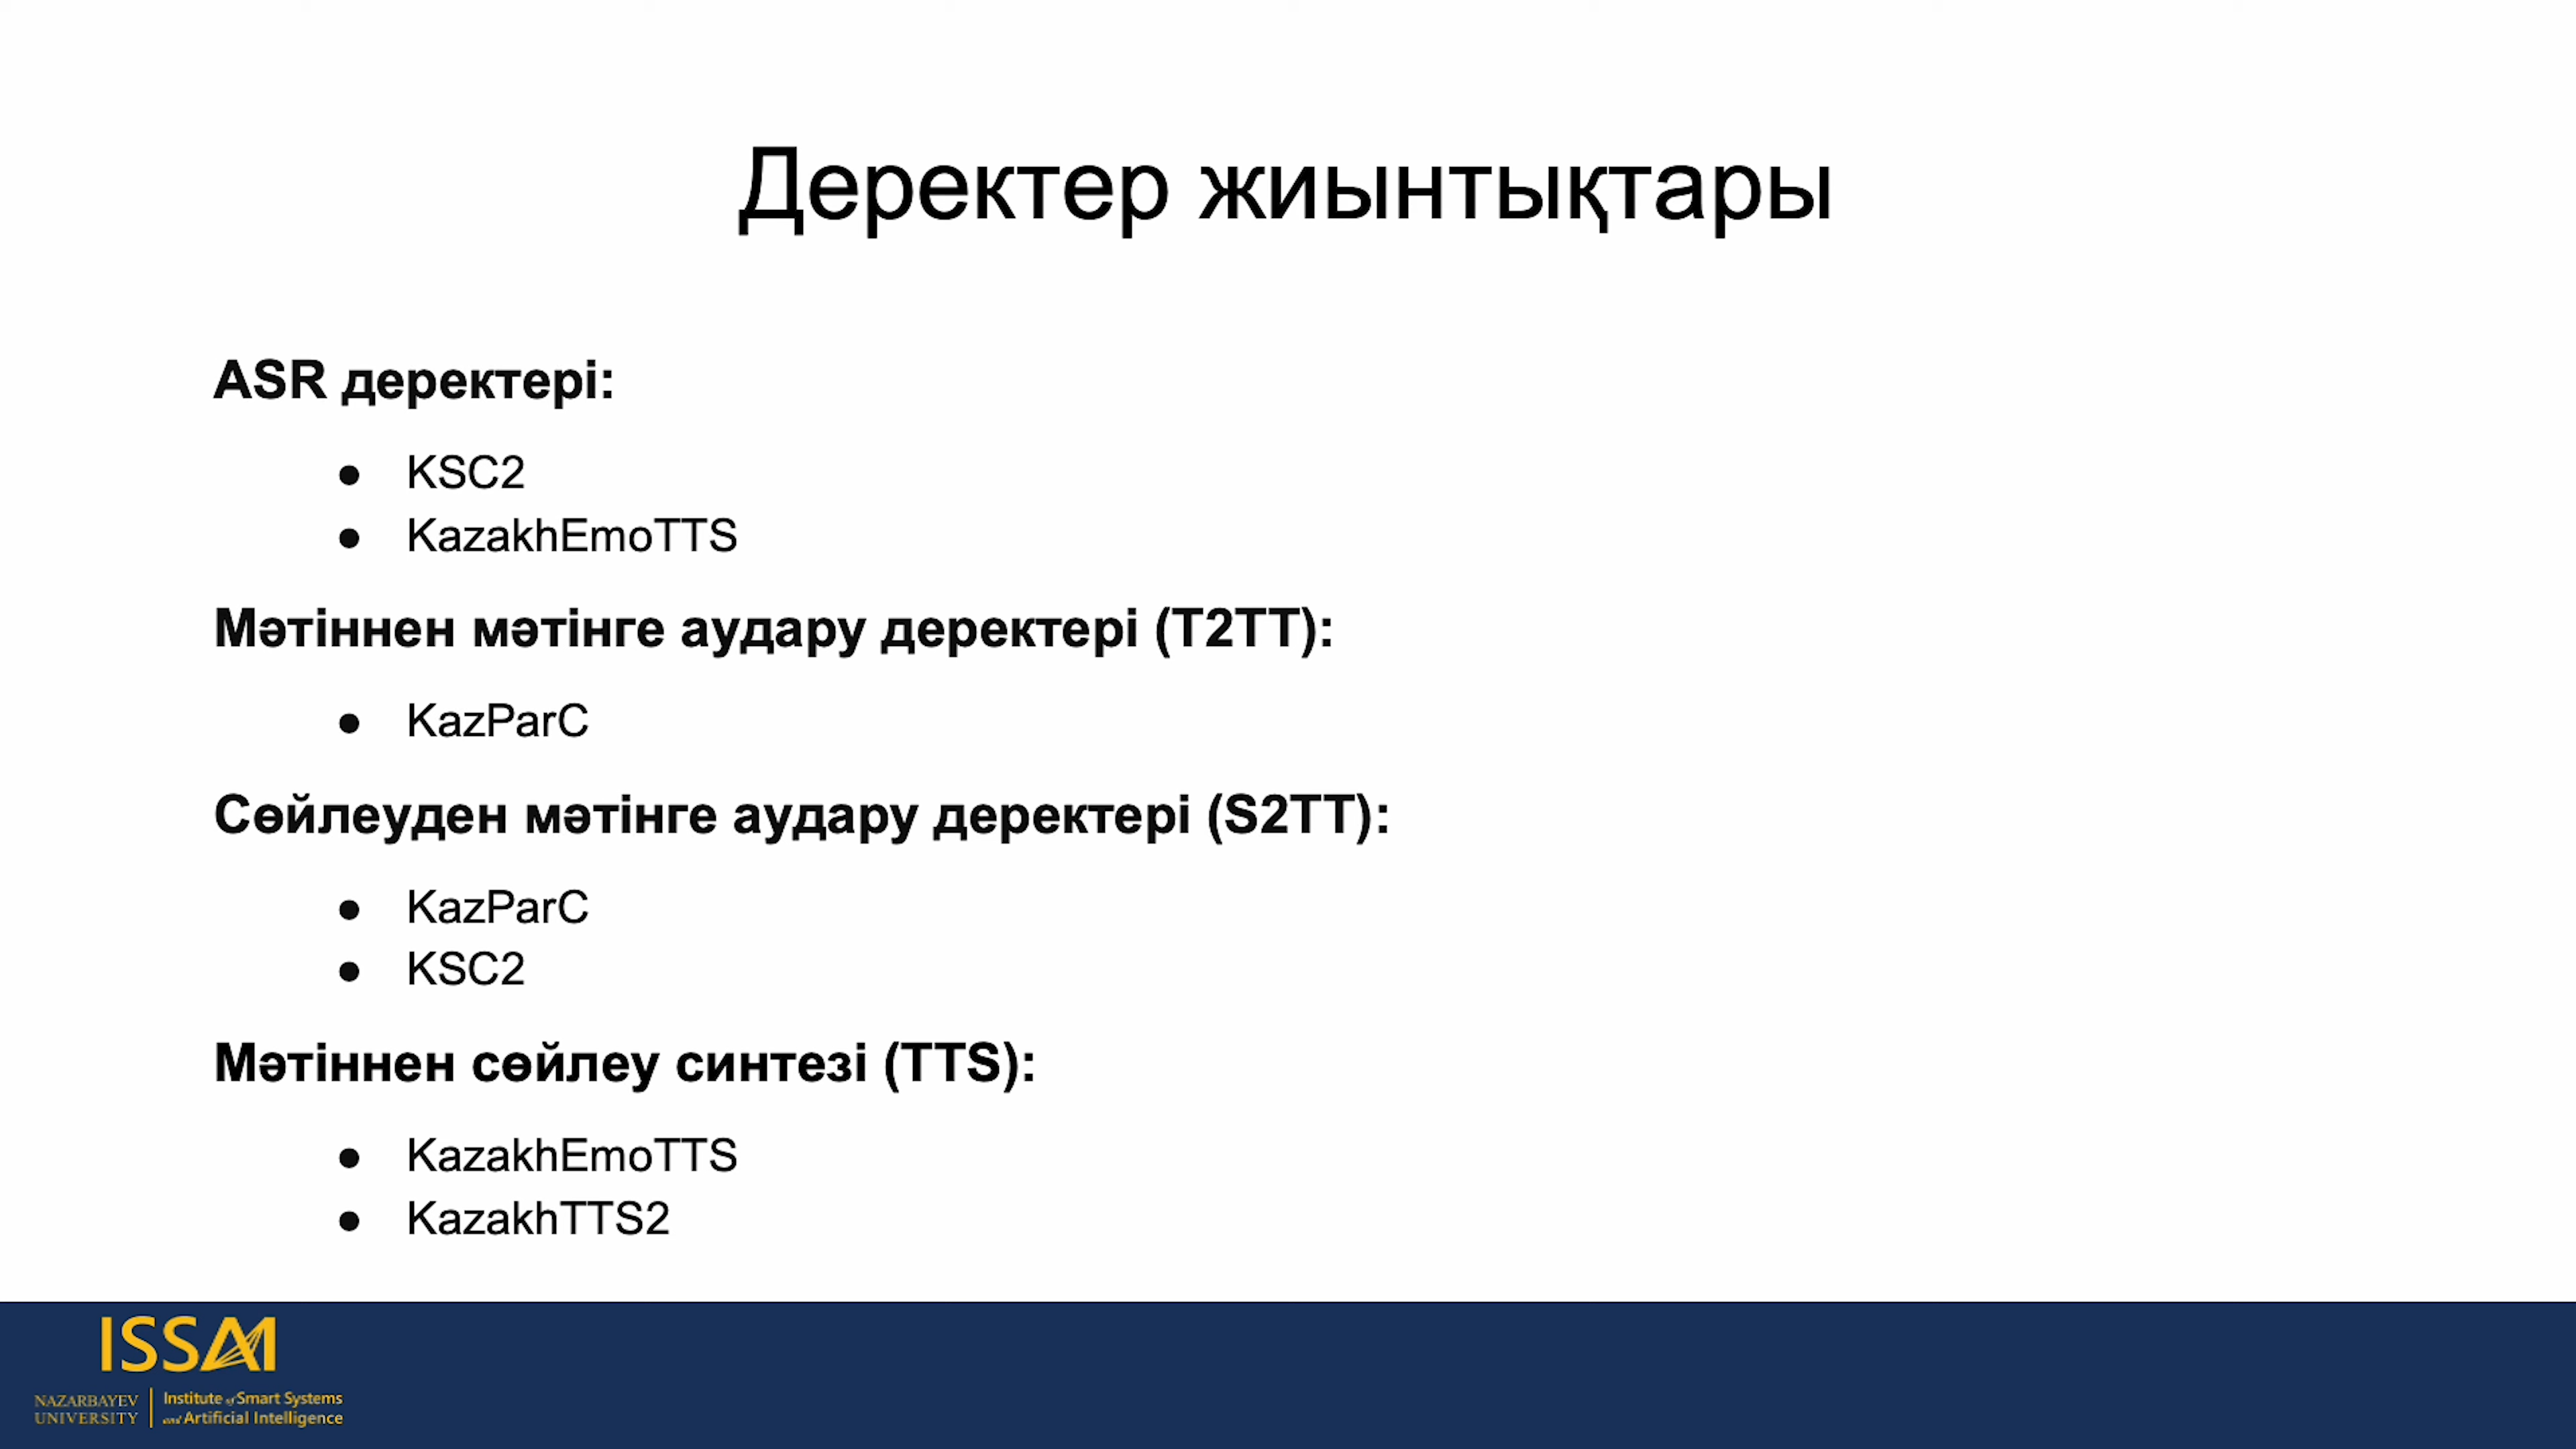 Деректер жиынтықтары
ASR деректері:
● KSC2
● KazakhEmoTTS
Мәтіннен мәтінге аудару деректері (T2TT):
● KazParC
Сөйлеуден мәтінге аудару деректері (S2TT):
● KazParC
● KSC2
Мәтіннен сөйлеу синтезі (TTS):
● KazakhEmoTTS
● KazakhTTS2
ISSAI
NAZARBAYEV UNIVERSITY
Institute of Smart Systems
and Artificial Intelligence